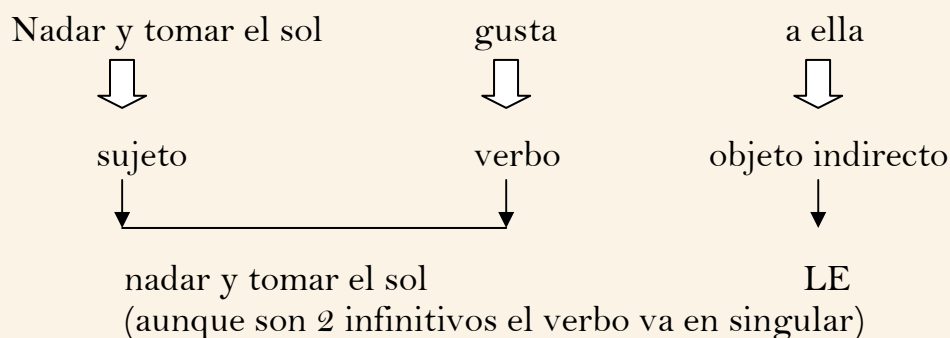 Nadar y tomar el sol gusta a ella
sujeto verbo objeto indirecto
nadar y tomar el sol LE
(aunque son 2 infinitivos el verbo va en singular)